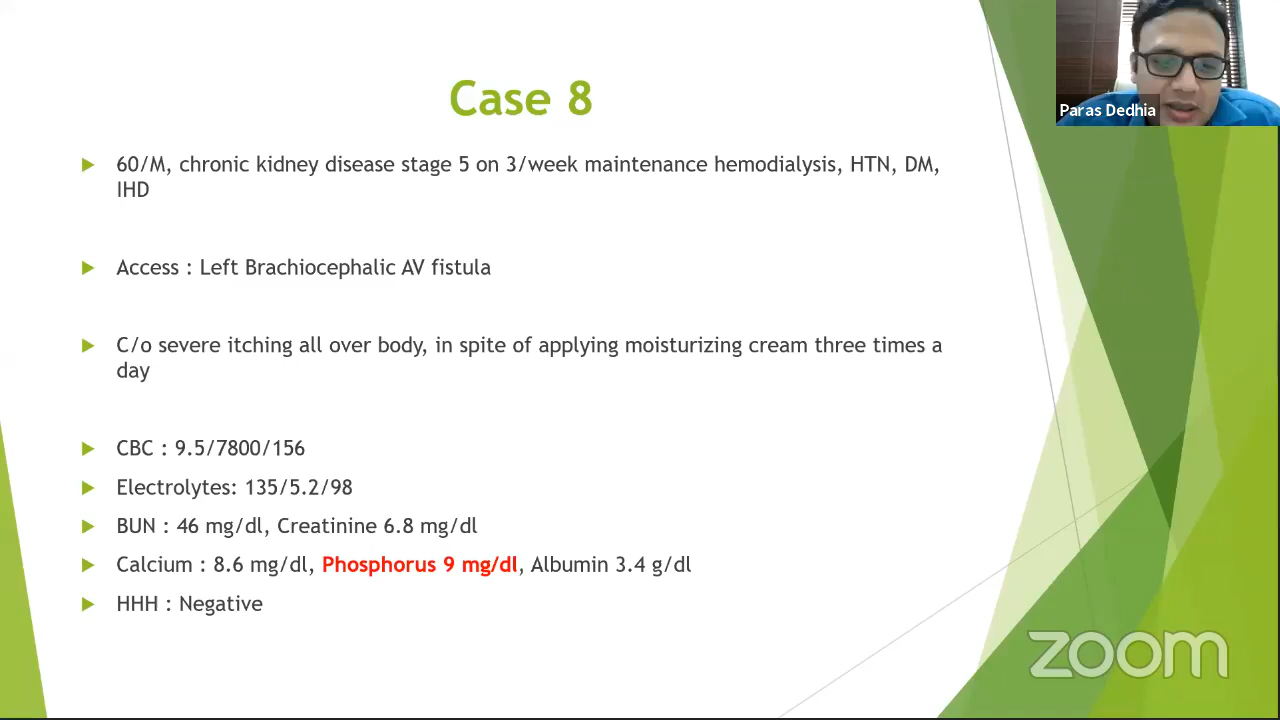 Case 8
Paras Dedhia
60/M, chronic kidney disease stage 5 on 3/week maintenance hemodialysis, HTN, DM,
IHD
Access : Left Brachiocephalic AV fistula
C/o severe itching all over body, in spite of applying moisturizing cream three times a
day
CBC : 9.5/7800/156
Electrolytes: 135/5.2/98
BUN : 46 mg/dl, Creatinine 6.8 mg/dl
Calcium : 8.6 mg/dl, Phosphorus 9 mg/dl, Albumin 3.4 g/dl
HHH : Negative
zoom